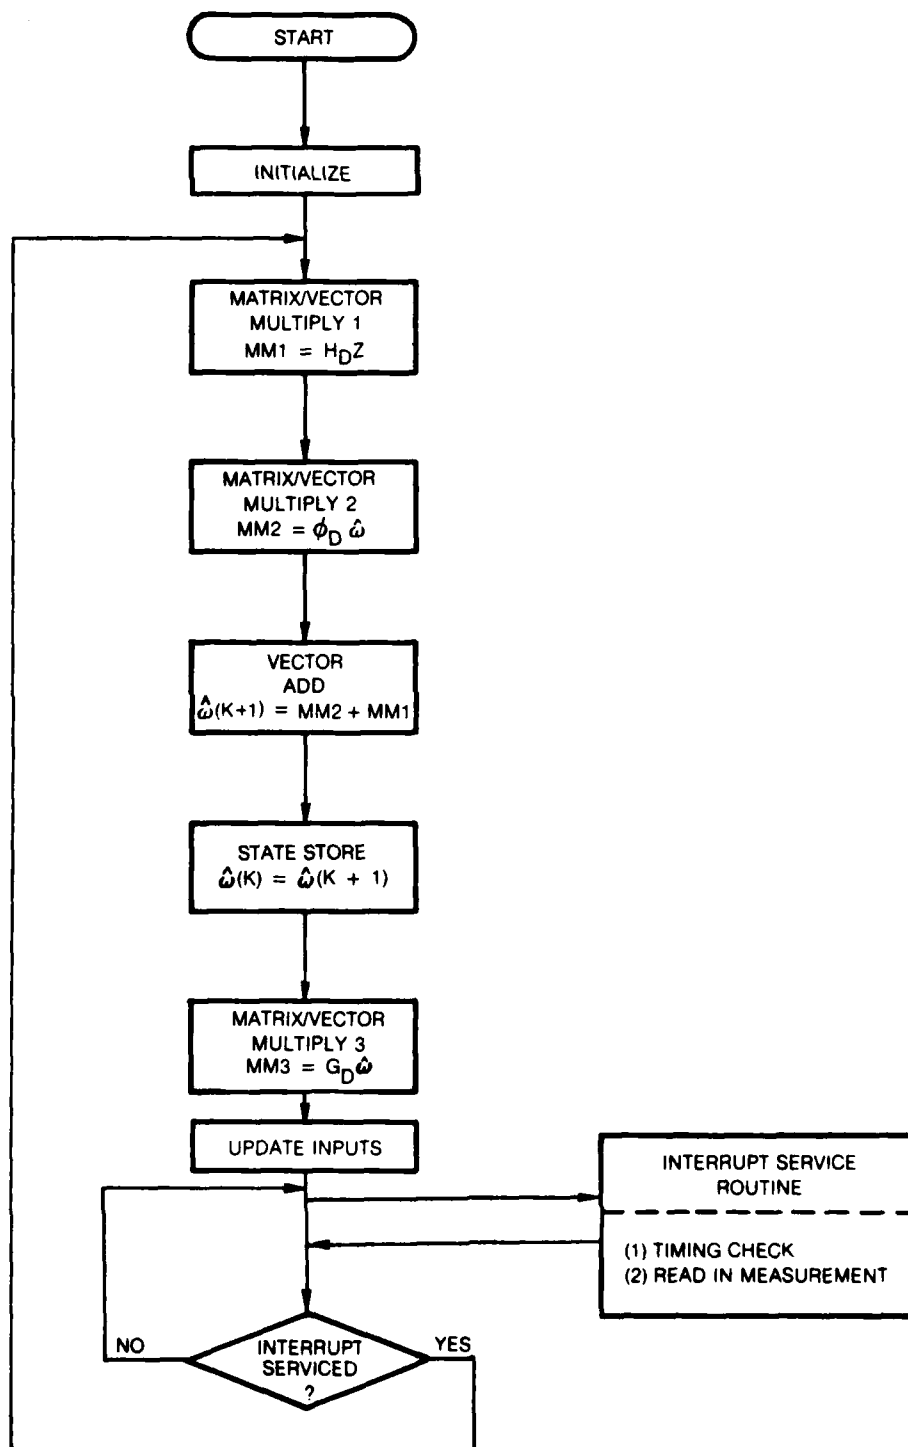 START
INITIALIZE
MATRIX/VECTOR
MULTIPLY 1
MM1 = H_D Z
MATRIX/VECTOR
MULTIPLY 2
MM2 = ϕ_D ω̂
VECTOR
ADD
ω̂(K+1) = MM2 + MM1
STATE STORE
ω̂(K) = ω̂(K + 1)
MATRIX/VECTOR
MULTIPLY 3
MM3 = G_D ω̂
UPDATE INPUTS
INTERRUPT SERVICE
ROUTINE
(1) TIMING CHECK
(2) READ IN MEASUREMENT
NO
INTERRUPT
SERVICED
?
YES